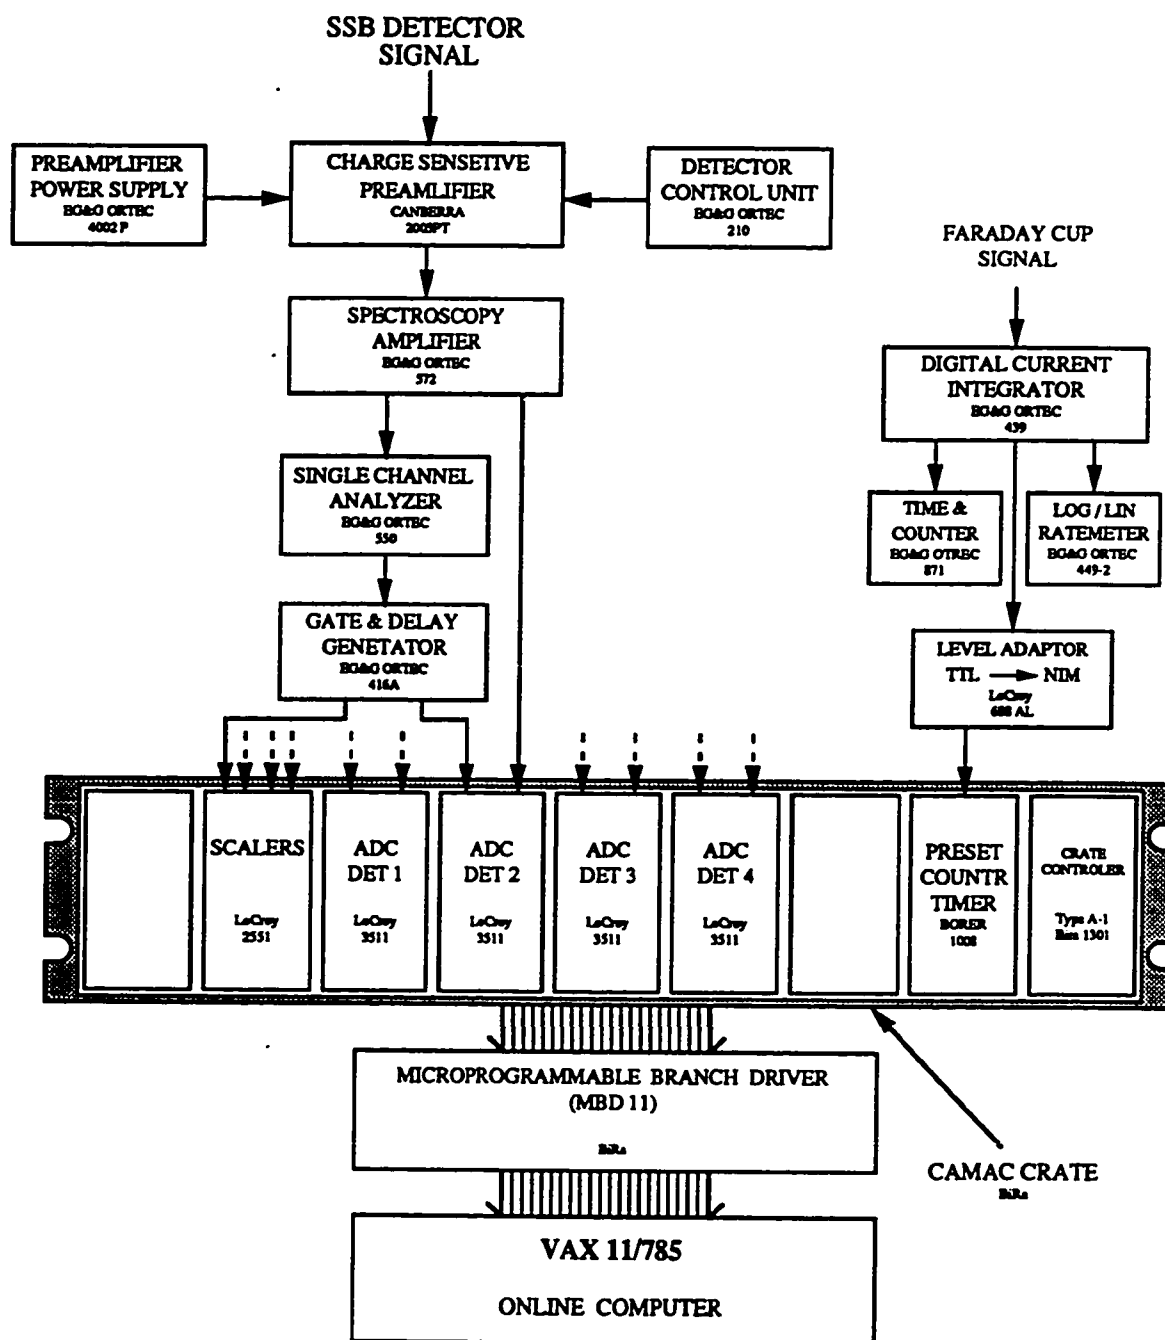 SSB DETECTOR
SIGNAL
PREAMPLIFIER
POWER SUPPLY
EG&G ORTEC
4002 P
CHARGE SENSETIVE
PREAMLIFIER
CANBERRA
2003PT
DETECTOR
CONTROL UNIT
EG&G ORTEC
210
FARADAY CUP
SIGNAL
SPECTROSCOPY
AMPLIFIER
EG&G ORTEC
572
DIGITAL CURRENT
INTEGRATOR
EG&G ORTEC
439
SINGLE CHANNEL
ANALYZER
EG&G ORTEC
550
TIME &
COUNTER
EG&G OTREC
871
LOG / LIN
RATEMETER
EG&G ORTEC
449-2
GATE & DELAY
GENETATOR
EG&G ORTEC
416A
LEVEL ADAPTOR
TTL NIM
LeCroy
688 AL
SCALERS
LeCroy
2551
ADC
DET 1
LeCroy
3511
ADC
DET 2
LeCroy
3511
ADC
DET 3
LeCroy
3511
ADC
DET 4
LeCroy
3511
PRESET
COUNTR
TIMER
BORER
1008
CRATE
CONTROLER
Type A-1
1301
MICROPROGRAMMABLE BRANCH DRIVER
(MBD 11)
BiRa
CAMAC CRATE
BiRa
VAX 11/785
ONLINE COMPUTER